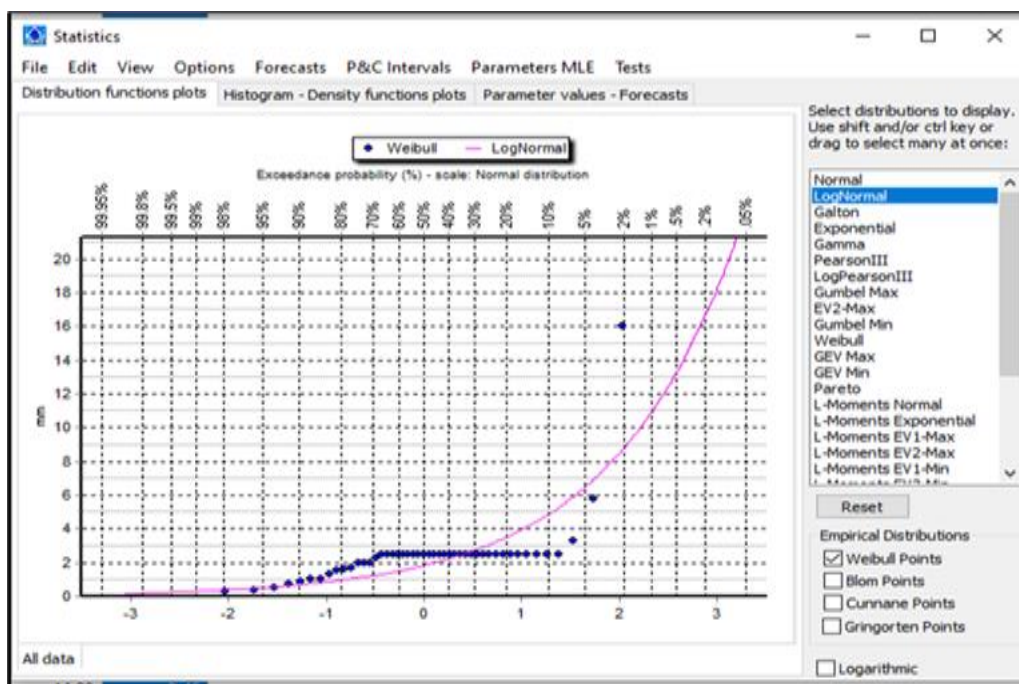 Statistics
File Edit View Options Forecasts P&C Intervals Parameters MLE Tests
Distribution functions plots Histogram - Density functions plots Parameter values - Forecasts
Select distributions to display.
Use shift and/or ctrl key or
drag to select many at once:
Weibull LogNormal
Exceedance probability (%) - scale: Normal distribution
99.95% 99.8% 99.5% 99% 98% 95% 90% 80% 70% 60% 50% 40% 30% 20% 10% 5% 2% 1% .5% .2% .05%
20
18
16
14
12
10
8
6
4
2
0
mm
-3 -2 -1 0 1 2 3
All data
Normal
LogNormal
Galton
Exponential
Gamma
PearsonIII
LogPearsonIII
Gumbel Max
EV2-Max
Gumbel Min
Weibull
GEV Max
GEV Min
Pareto
L-Moments Normal
L-Moments Exponential
L-Moments EV1-Max
L-Moments EV2-Max
L-Moments EV1-Min
Reset
Empirical Distributions
Weibull Points
Blom Points
Cunnane Points
Gringorten Points
Logarithmic